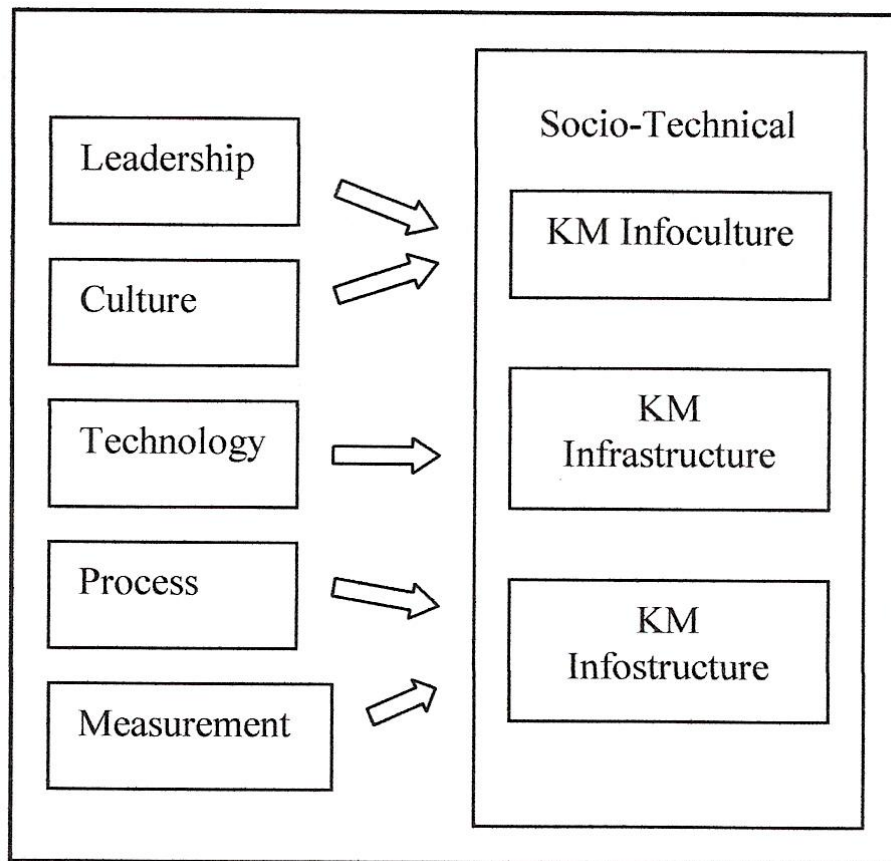 Leadership
Culture
Technology
Process
Measurement
Socio-Technical
KM Infoculture
KM
Infrastructure
KM
Infostructure